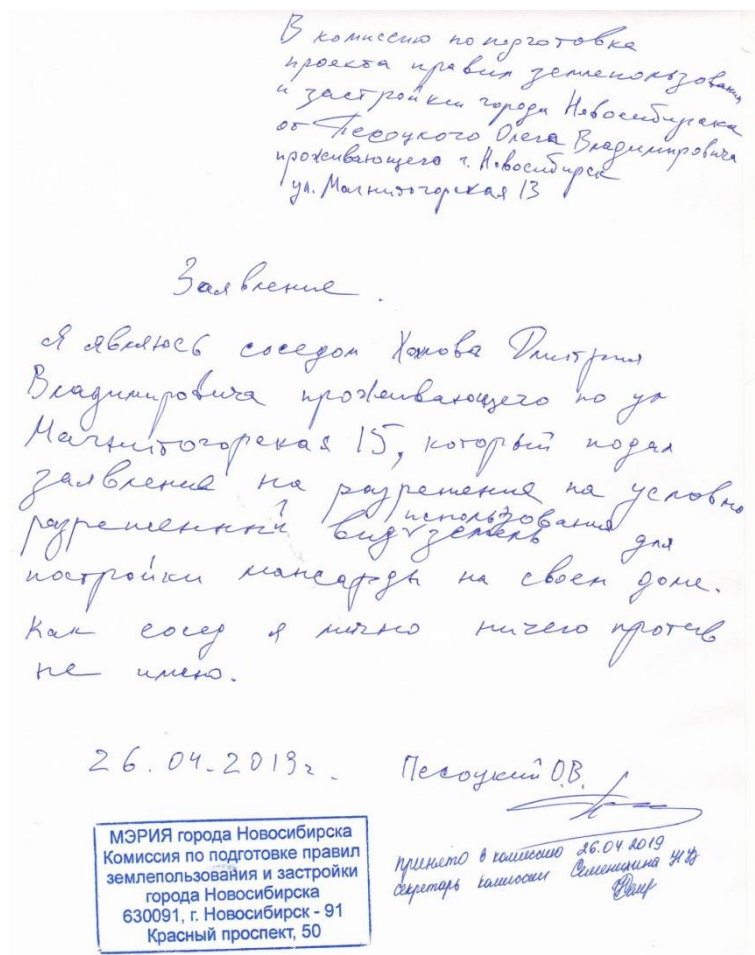 В комиссию по подготовке
проекта правил землепользования
и застройки города Новосибирска
от Песоцкого Олега Владимировича
проживающего г. Новосибирск
ул. Магнитогорская 13
Заявление.
Я являюсь соседом Дмитрия
Владимировича проживающего по ул
Магнитогорская 15, который подал
заявление на разрешение на условно
разрешенный вид использования земель для
постройки мансарды на своем доме.
Как сосед я лично ничего против
не имею.
26.04.2019г.
Песоцкий О.В.
МЭРИЯ города Новосибирска
Комиссия по подготовке правил
землепользования и застройки
города Новосибирска
630091, г. Новосибирск - 91
Красный проспект, 50
принято в комиссию 26.04 2019
секретарь комиссии